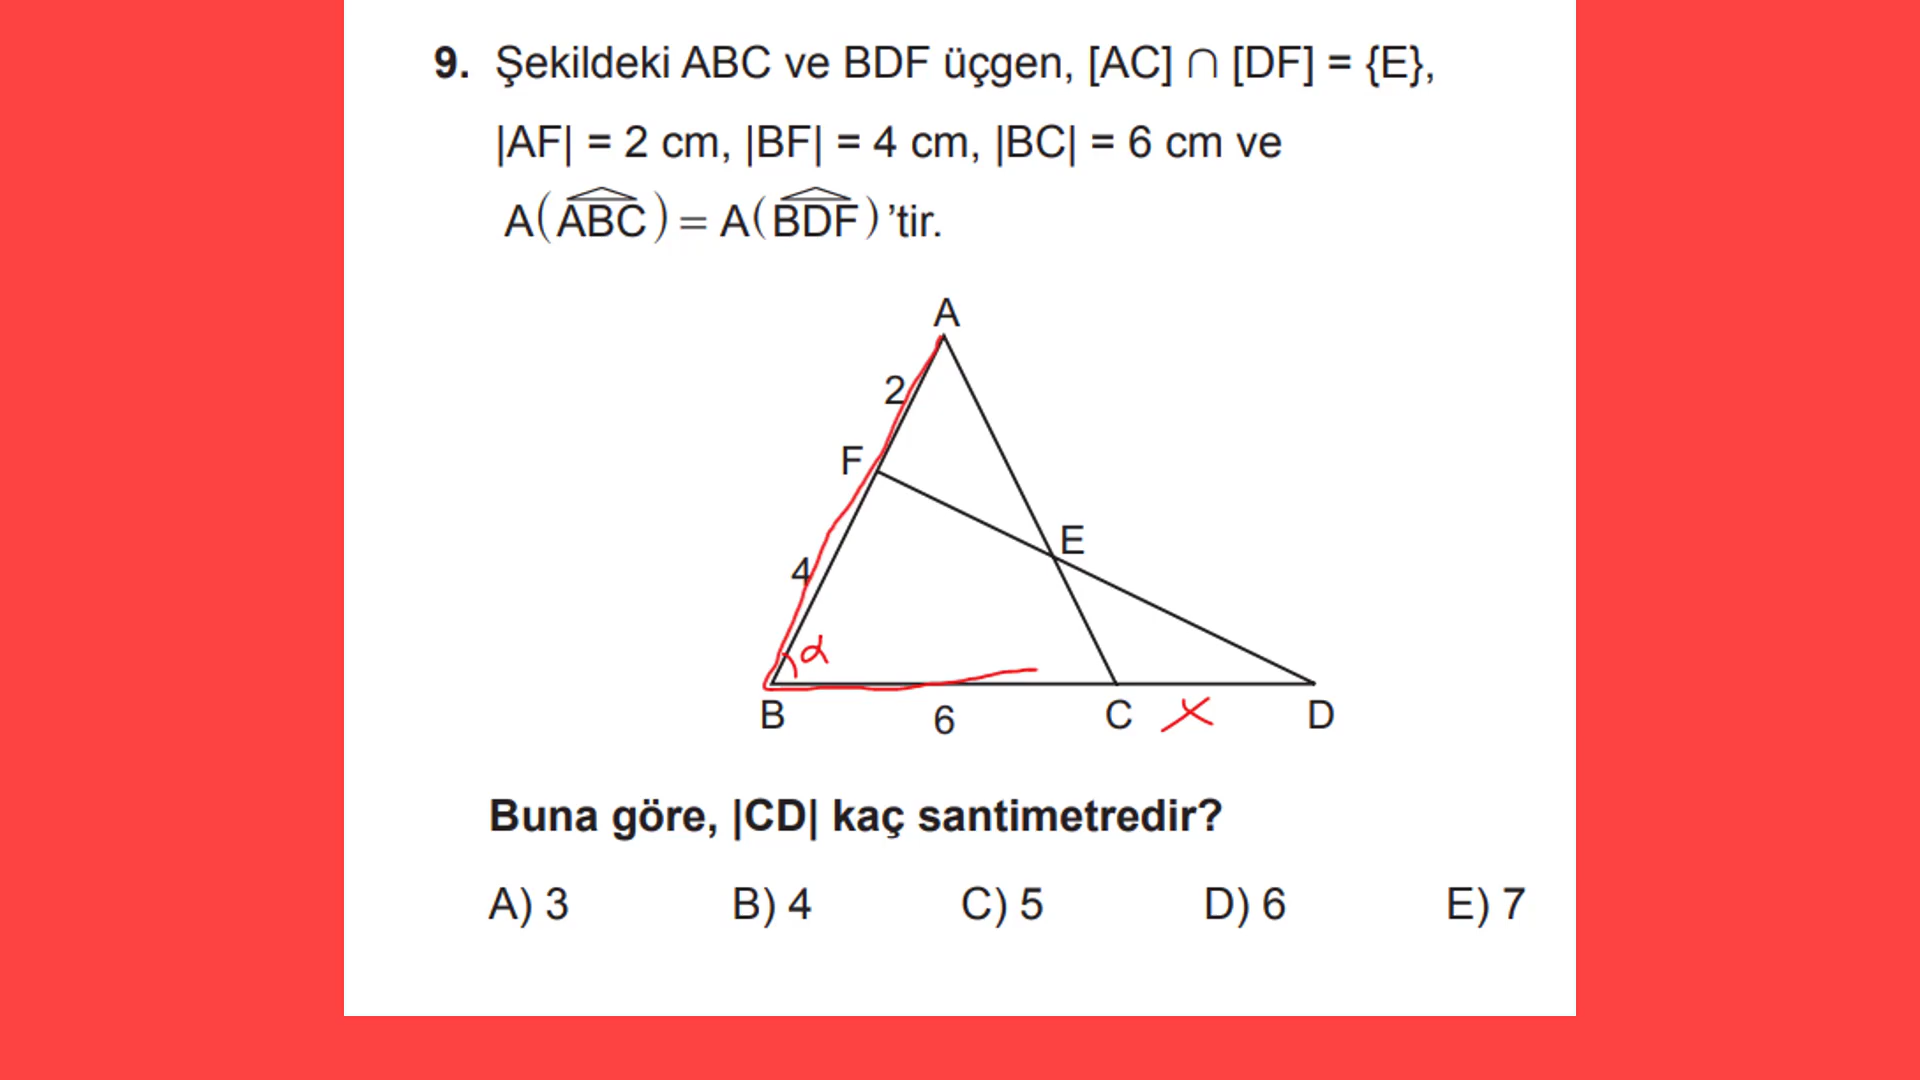 9. Şekildeki ABC ve BDF üçgen, [AC] ∩ [DF] = {E},
|AF| = 2 cm, |BF| = 4 cm, |BC| = 6 cm ve
A(ABC) = A(BDF)'tir.
A
2
F
E
4
α
B
6
C
x
D
Buna göre, |CD| kaç santimetredir?
A) 3 B) 4 C) 5 D) 6 E) 7